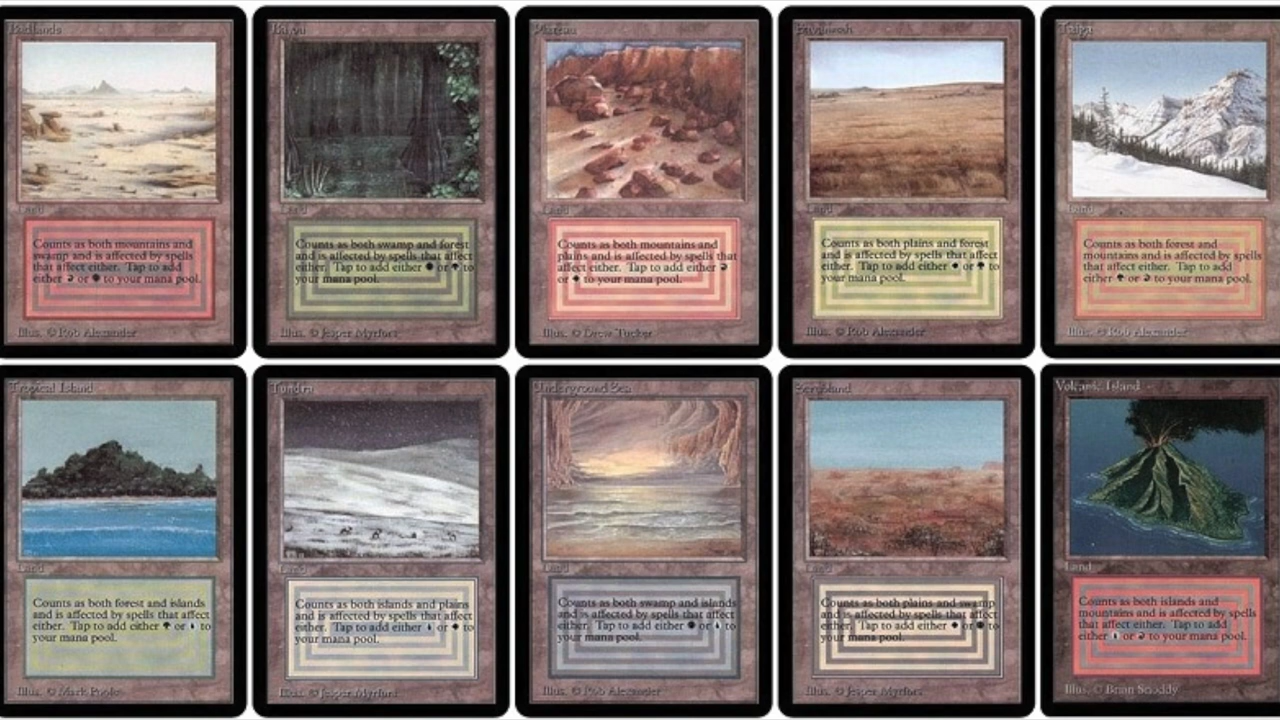 Badlands
Land
Counts as both mountains and
swamp and is affected by spells
that affect either. Tap to add
either or to your mana pool.
Illus. © Rob Alexander
Bayou
Land
Counts as both swamp and forest
and is affected by spells that affect
either. Tap to add either or to
your mana pool.
Illus. © Jesper Myrfors
Plateau
Land
Counts as both mountains and
plains and is affected by spells that
affect either. Tap to add either
or to your mana pool.
Illus. © Drew Tucker
Savannah
Land
Counts as both plains and forest
and is affected by spells that affect
either. Tap to add either or to
your mana pool.
Illus. © Rob Alexander
Taiga
Land
Counts as both forest and
mountains and is affected by spells
that affect either. Tap to add
either or to your mana pool.
Illus. © Rob Alexander
Tropical Island
Land
Counts as both forest and islands
and is affected by spells that affect
either. Tap to add either or to
your mana pool.
Illus. © Mark Poole
Tundra
Land
Counts as both islands and plains
and is affected by spells that affect
either. Tap to add either or to
your mana pool.
Illus. © Jesper Myrfors
Underground Sea
Land
Counts as both swamp and islands
and is affected by spells that affect
either. Tap to add either or to
your mana pool.
Illus. © Rob Alexander
Scrubland
Land
Counts as both plains and swamp
and is affected by spells that affect
either. Tap to add either or to
your mana pool.
Illus. © Jesper Myrfors
Volcanic Island
Land
Counts as both islands and
mountains and is affected by spells
that affect either. Tap to add
either or to your mana pool.
Illus. © Brian Snoddy